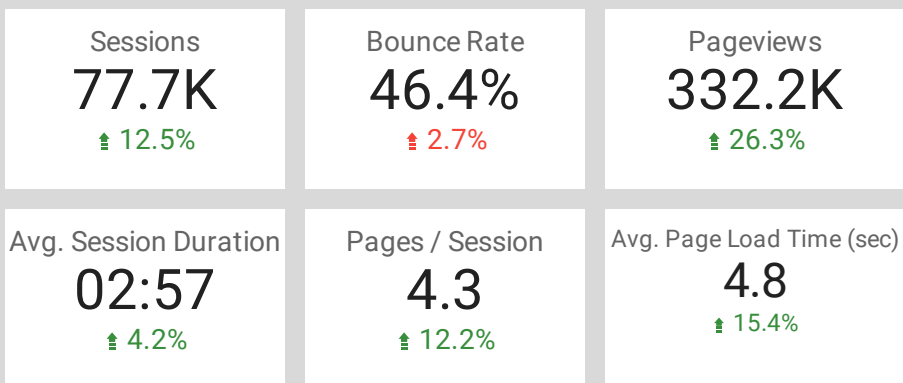 Sessions
77.7K
12.5%
Bounce Rate
46.4%
2.7%
Pageviews
332.2K
26.3%
Avg. Session Duration
02:57
4.2%
Pages / Session
4.3
12.2%
Avg. Page Load Time (sec)
4.8
15.4%